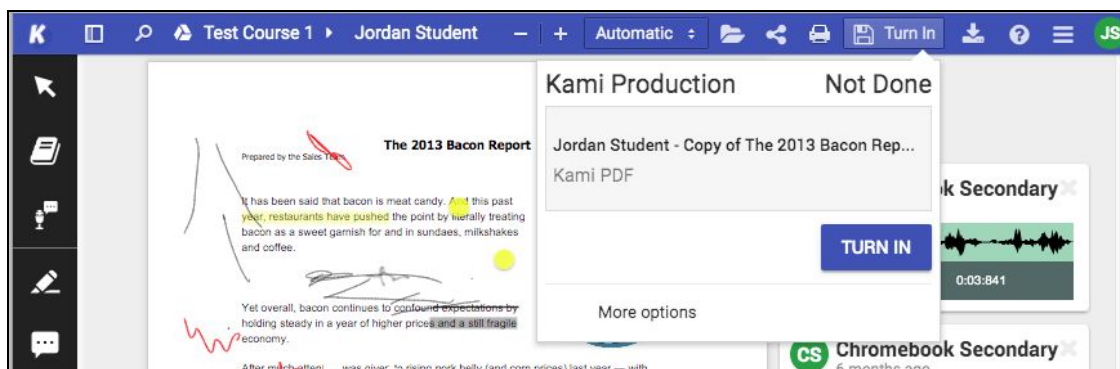 K Test Course 1 Jordan Student − + Automatic Turn In JS
Kami Production Not Done
Jordan Student - Copy of The 2013 Bacon Rep...
Kami PDF
TURN IN
More options
The 2013 Bacon Report
Prepared by the Sales
It has been said that bacon is meat candy. And this past
year, restaurants have pushed the point by literally treating
bacon as a sweet garnish for and in sundaes, milkshakes
and coffee.
Yet overall, bacon continues to confound expectations by
holding steady in a year of higher prices and a still fragile
economy.
ok Secondary
0:03:841
CS Chromebook Secondary
6 months ago